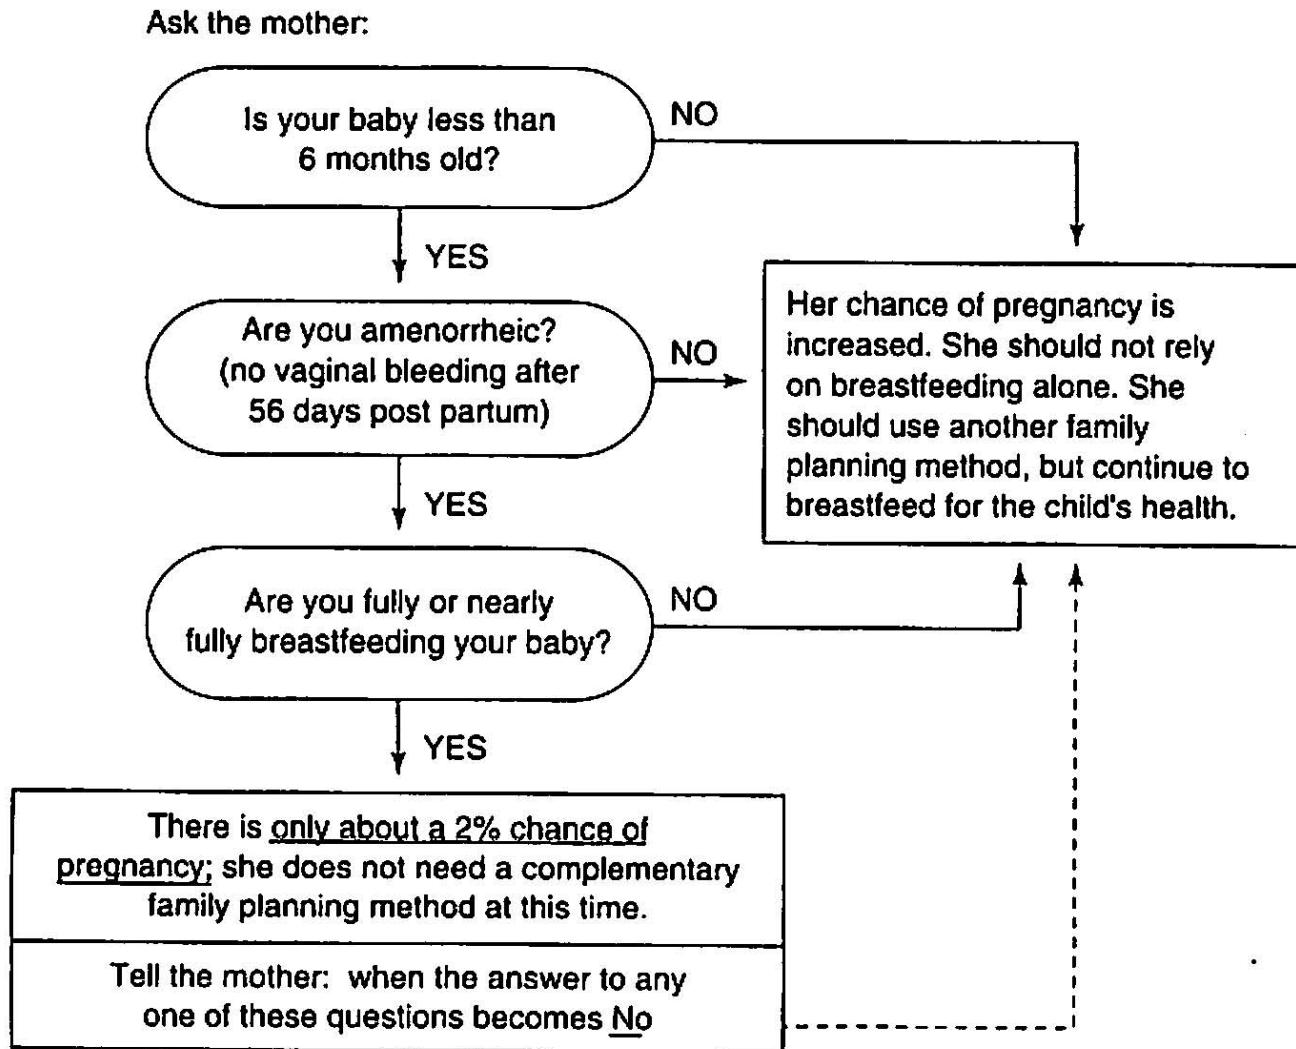 Ask the mother:
Is your baby less than
6 months old?
NO
YES
Are you amenorrheic?
(no vaginal bleeding after
56 days post partum)
NO
Her chance of pregnancy is
increased. She should not rely
on breastfeeding alone. She
should use another family
planning method, but continue to
breastfeed for the child's health.
YES
Are you fully or nearly
fully breastfeeding your baby?
NO
YES
There is only about a 2% chance of
pregnancy; she does not need a complementary
family planning method at this time.
Tell the mother: when the answer to any
one of these questions becomes No